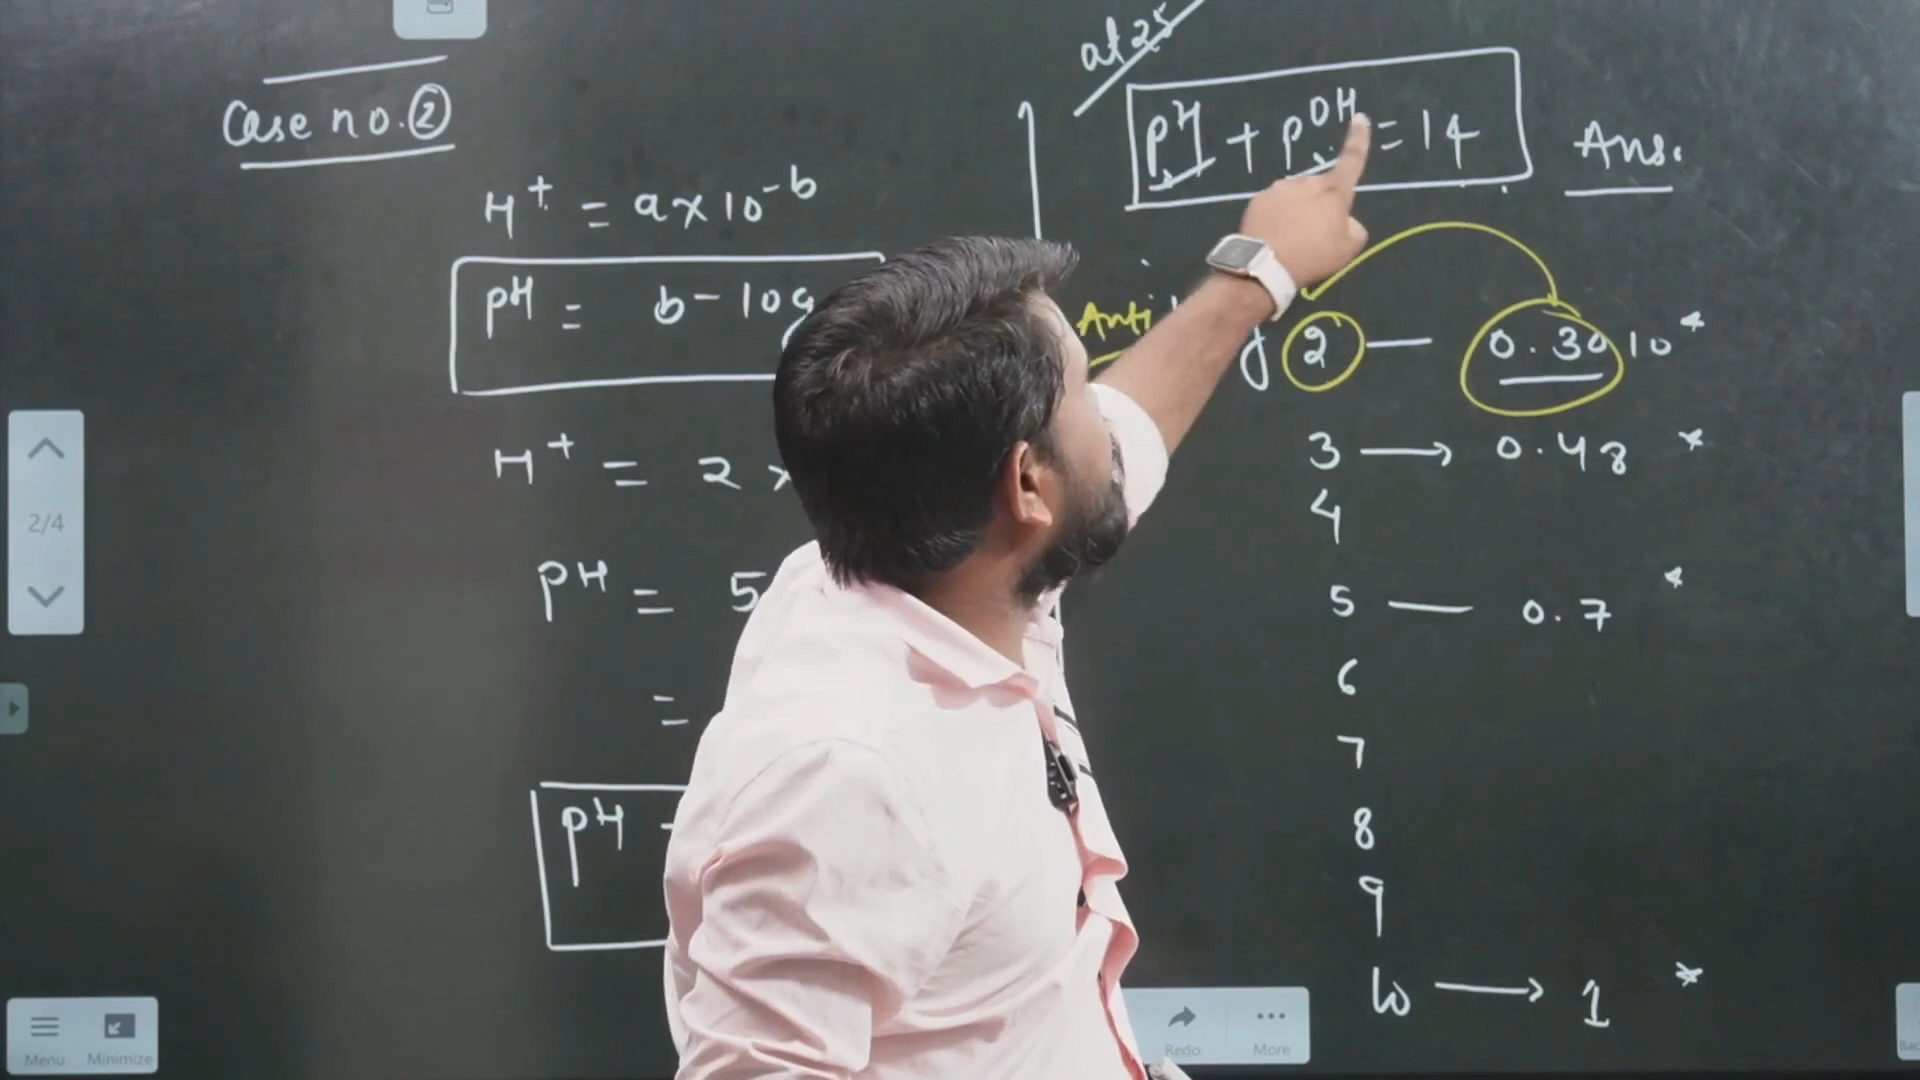 at 25
Case no. 2
pH + pOH = 14
Ans.
H+ = a × 10-b
pH = b - log
Anti
2 — 0.30 10
H+ = 2 ×
3 → 0.48
4
pH = 5
5 — 0.7
6
=
7
pH
8
9
10 → 1
2/4
Menu
Minimize
Redo
More